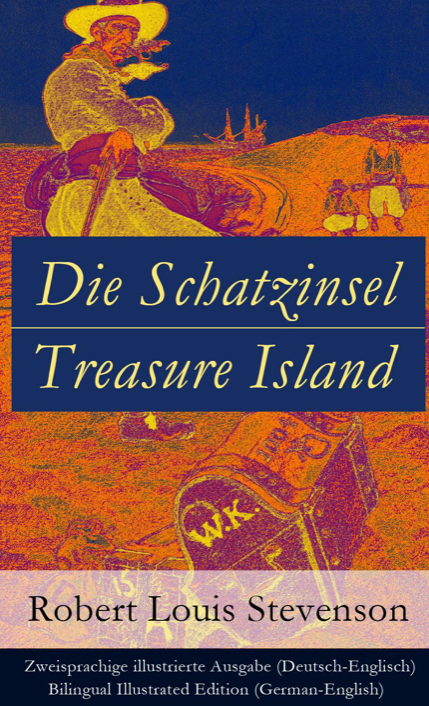 Die Schatzinsel
Treasure Island
W.K.
Robert Louis Stevenson
Zweisprachige illustrierte Ausgabe (Deutsch-Englisch)
Bilingual Illustrated Edition (German-English)